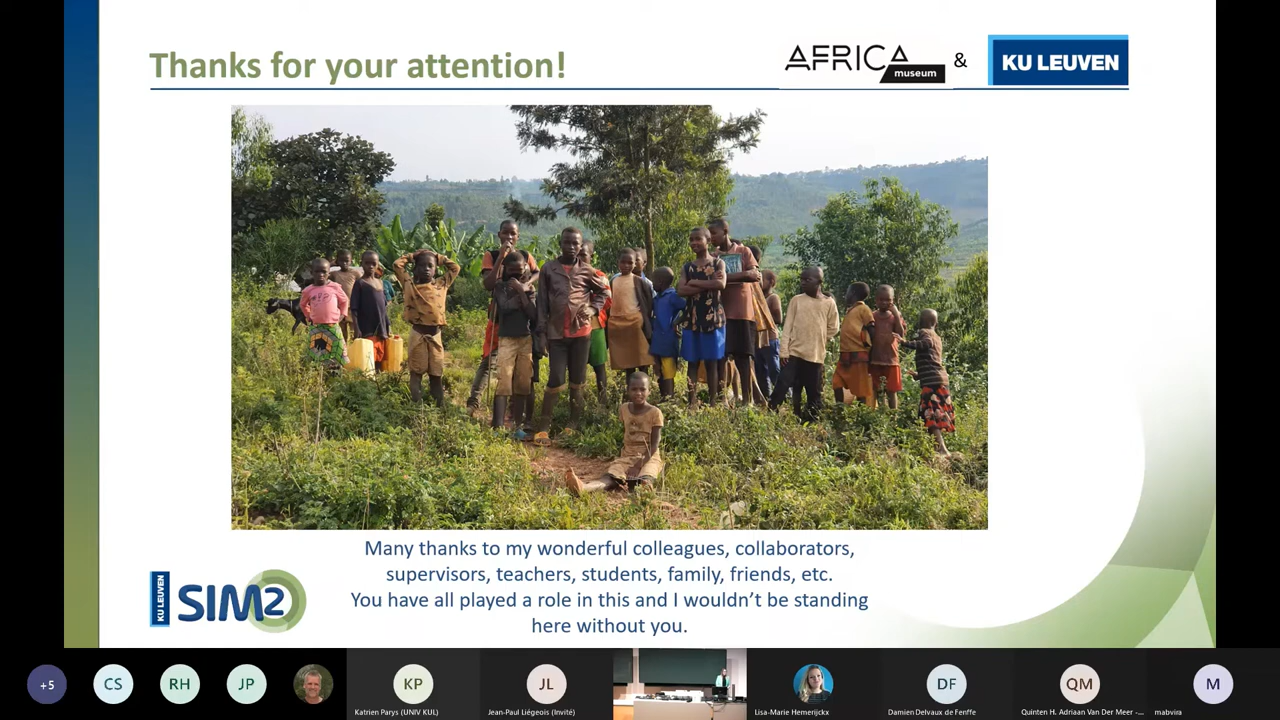 Thanks for your attention!
AFRICA
museum
&
KU LEUVEN
Many thanks to my wonderful colleagues, collaborators,
supervisors, teachers, students, family, friends, etc.
You have all played a role in this and I wouldn't be standing
here without you.
KU LEUVEN
SIM2
+5
CS
RH
JP
KP
JL
DF
QM
M
Katrien Parys (UNIV KUL)
Jean-Paul Liégeois (Invité)
Lisa-Marie Hemerijckx
Damien Delvaux de Fenffe
Quinten H. Adriaan Van Der Meer -...
mabvira